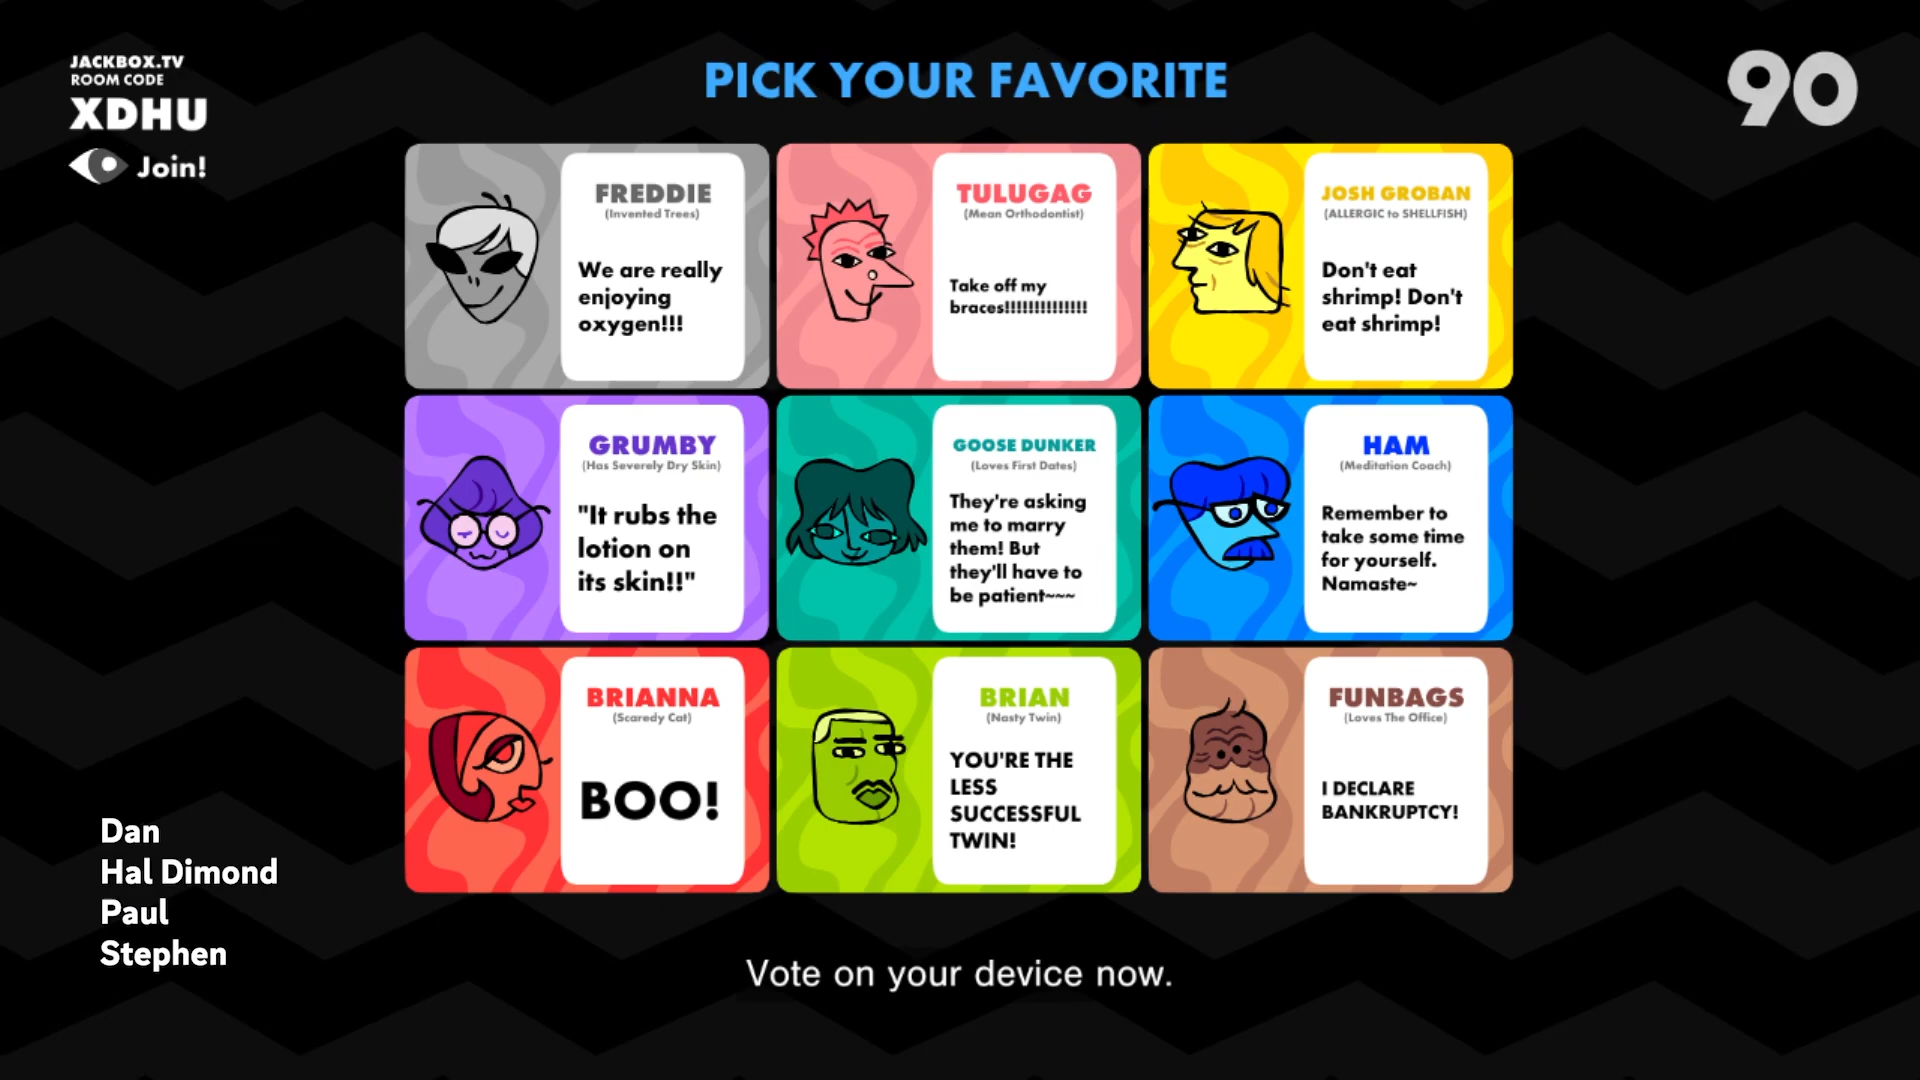 JACKBOX.TV
ROOM CODE
XDHU
Join!
PICK YOUR FAVORITE
90
FREDDIE
(Invented Trees)
We are really
enjoying
oxygen!!!
TULUGAG
(Mean Orthodontist)
Take off my
braces!!!!!!!!!!!!!!
JOSH GROBAN
(ALLERGIC to SHELLFISH)
Don't eat
shrimp! Don't
eat shrimp!
GRUMBY
(Has Severely Dry Skin)
"It rubs the
lotion on
its skin!!"
GOOSE DUNKER
(Loves First Dates)
They're asking
me to marry
them! But
they'll have to
be patient~~~
HAM
(Meditation Coach)
Remember to
take some time
for yourself.
Namaste~
BRIANNA
(Scaredy Cat)
BOO!
BRIAN
(Nasty Twin)
YOU'RE THE
LESS
SUCCESSFUL
TWIN!
FUNBAGS
(Loves The Office)
I DECLARE
BANKRUPTCY!
Dan
Hal Dimond
Paul
Stephen
Vote on your device now.